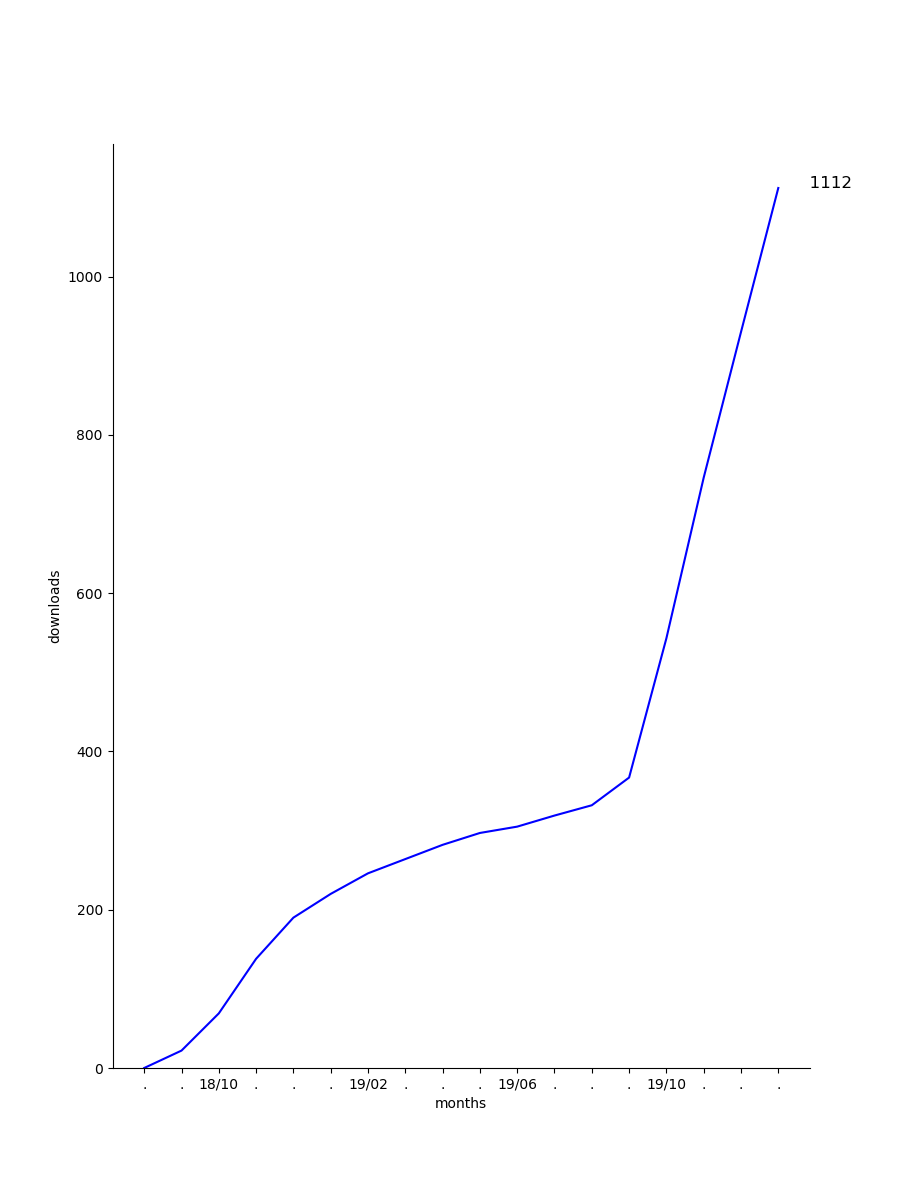 1112
1000
800
600
400
200
0
downloads
. . 18/10 . . . 19/02 . . . 19/06 . . . 19/10 . . .
months